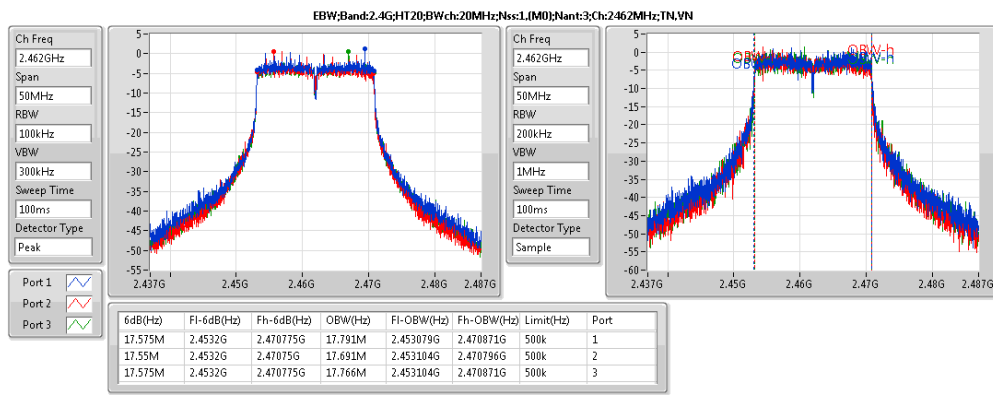 EBW;Band:2.4G;HT20;BWch:20MHz;Nss:1,(M0);Nant:3;Ch:2462MHz;TN,VN
Ch Freq
2.462GHz
Span
50MHz
RBW
100kHz
VBW
300kHz
Sweep Time
100ms
Detector Type
Peak
5
0
-5
-10
-15
-20
-25
-30
-35
-40
-45
-50
-55
2.437G
2.45G
2.46G
2.47G
2.487G
Ch Freq
2.462GHz
Span
50MHz
RBW
200kHz
VBW
1MHz
Sweep Time
100ms
Detector Type
Sample
5
0
-5
-10
-15
-20
-25
-30
-35
-40
-45
-50
-55
-60
OBW-h
2.437G
2.45G
2.46G
2.47G
2.48G
2.487G
Port 1
Port 2
Port 3
6dB(Hz) Fl-6dB(Hz) Fh-6dB(Hz) OBW(Hz) Fl-OBW(Hz) Fh-OBW(Hz) Limit(Hz) Port
17.575M 2.4532G 2.470775G 17.791M 2.453079G 2.470871G 500k 1
17.55M 2.4532G 2.47075G 17.691M 2.453104G 2.470796G 500k 2
17.575M 2.4532G 2.470775G 17.766M 2.453104G 2.470871G 500k 3